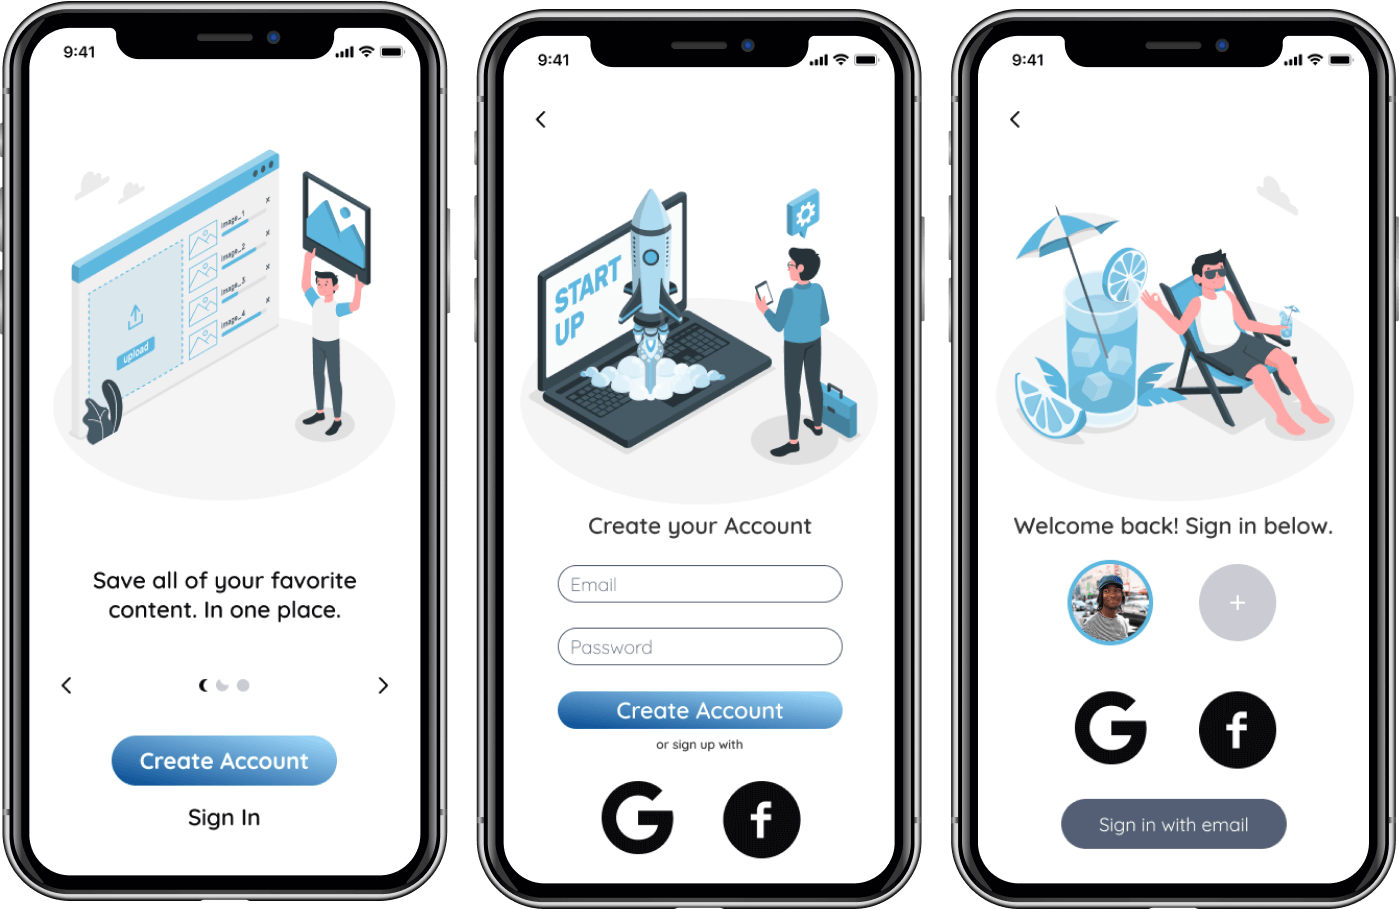 9:41
image_1
x
image_2
x
image_3
x
image_4
x
upload
Save all of your favorite
content. In one place.
Create Account
Sign In
9:41
START
UP
Create your Account
Email
Password
Create Account
or sign up with
G
f
9:41
Welcome back! Sign in below.
+
G
f
Sign in with email